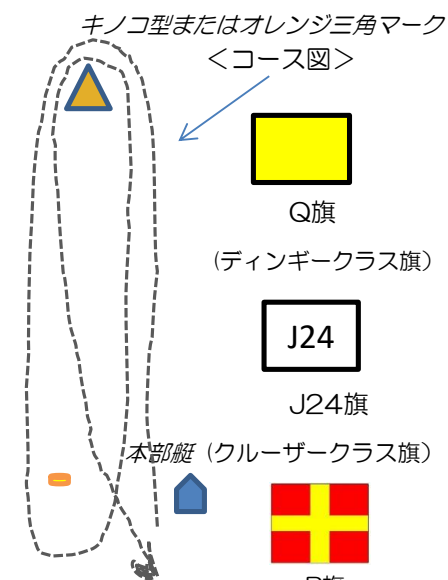 キノコ型またはオレンジ三角マーク
＜コース図＞
Q旗
（ディンギークラス旗）
J24
J24旗
本部艇（クルーザークラス旗）